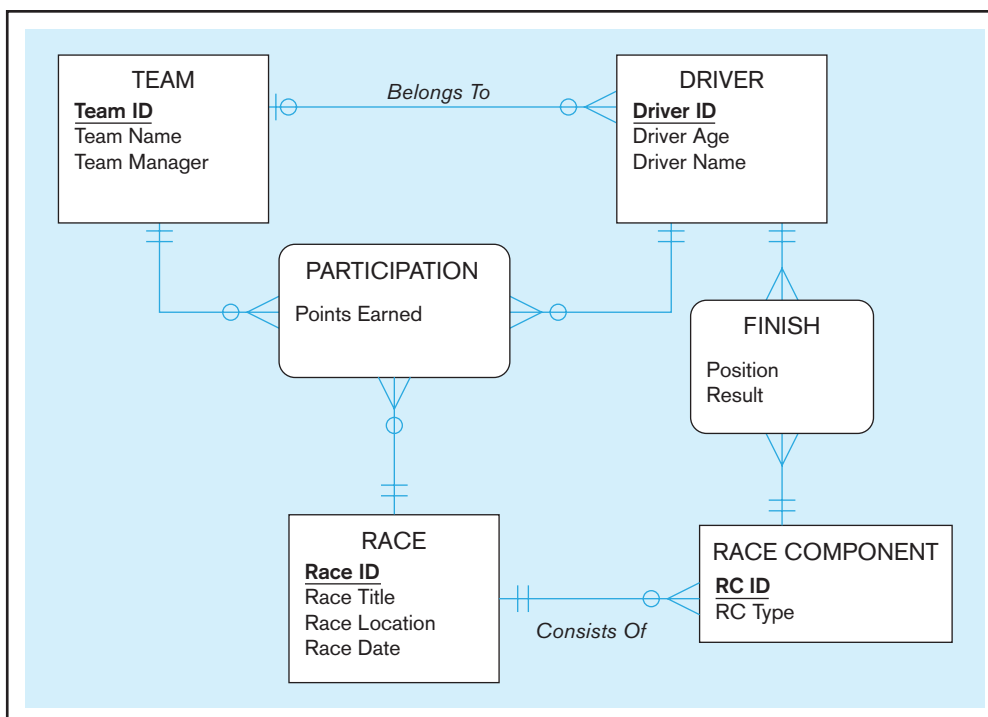 TEAM
Team ID
Team Name
Team Manager
Belongs To
DRIVER
Driver ID
Driver Age
Driver Name
PARTICIPATION
Points Earned
FINISH
Position
Result
RACE
Race ID
Race Title
Race Location
Race Date
Consists Of
RACE COMPONENT
RC ID
RC Type